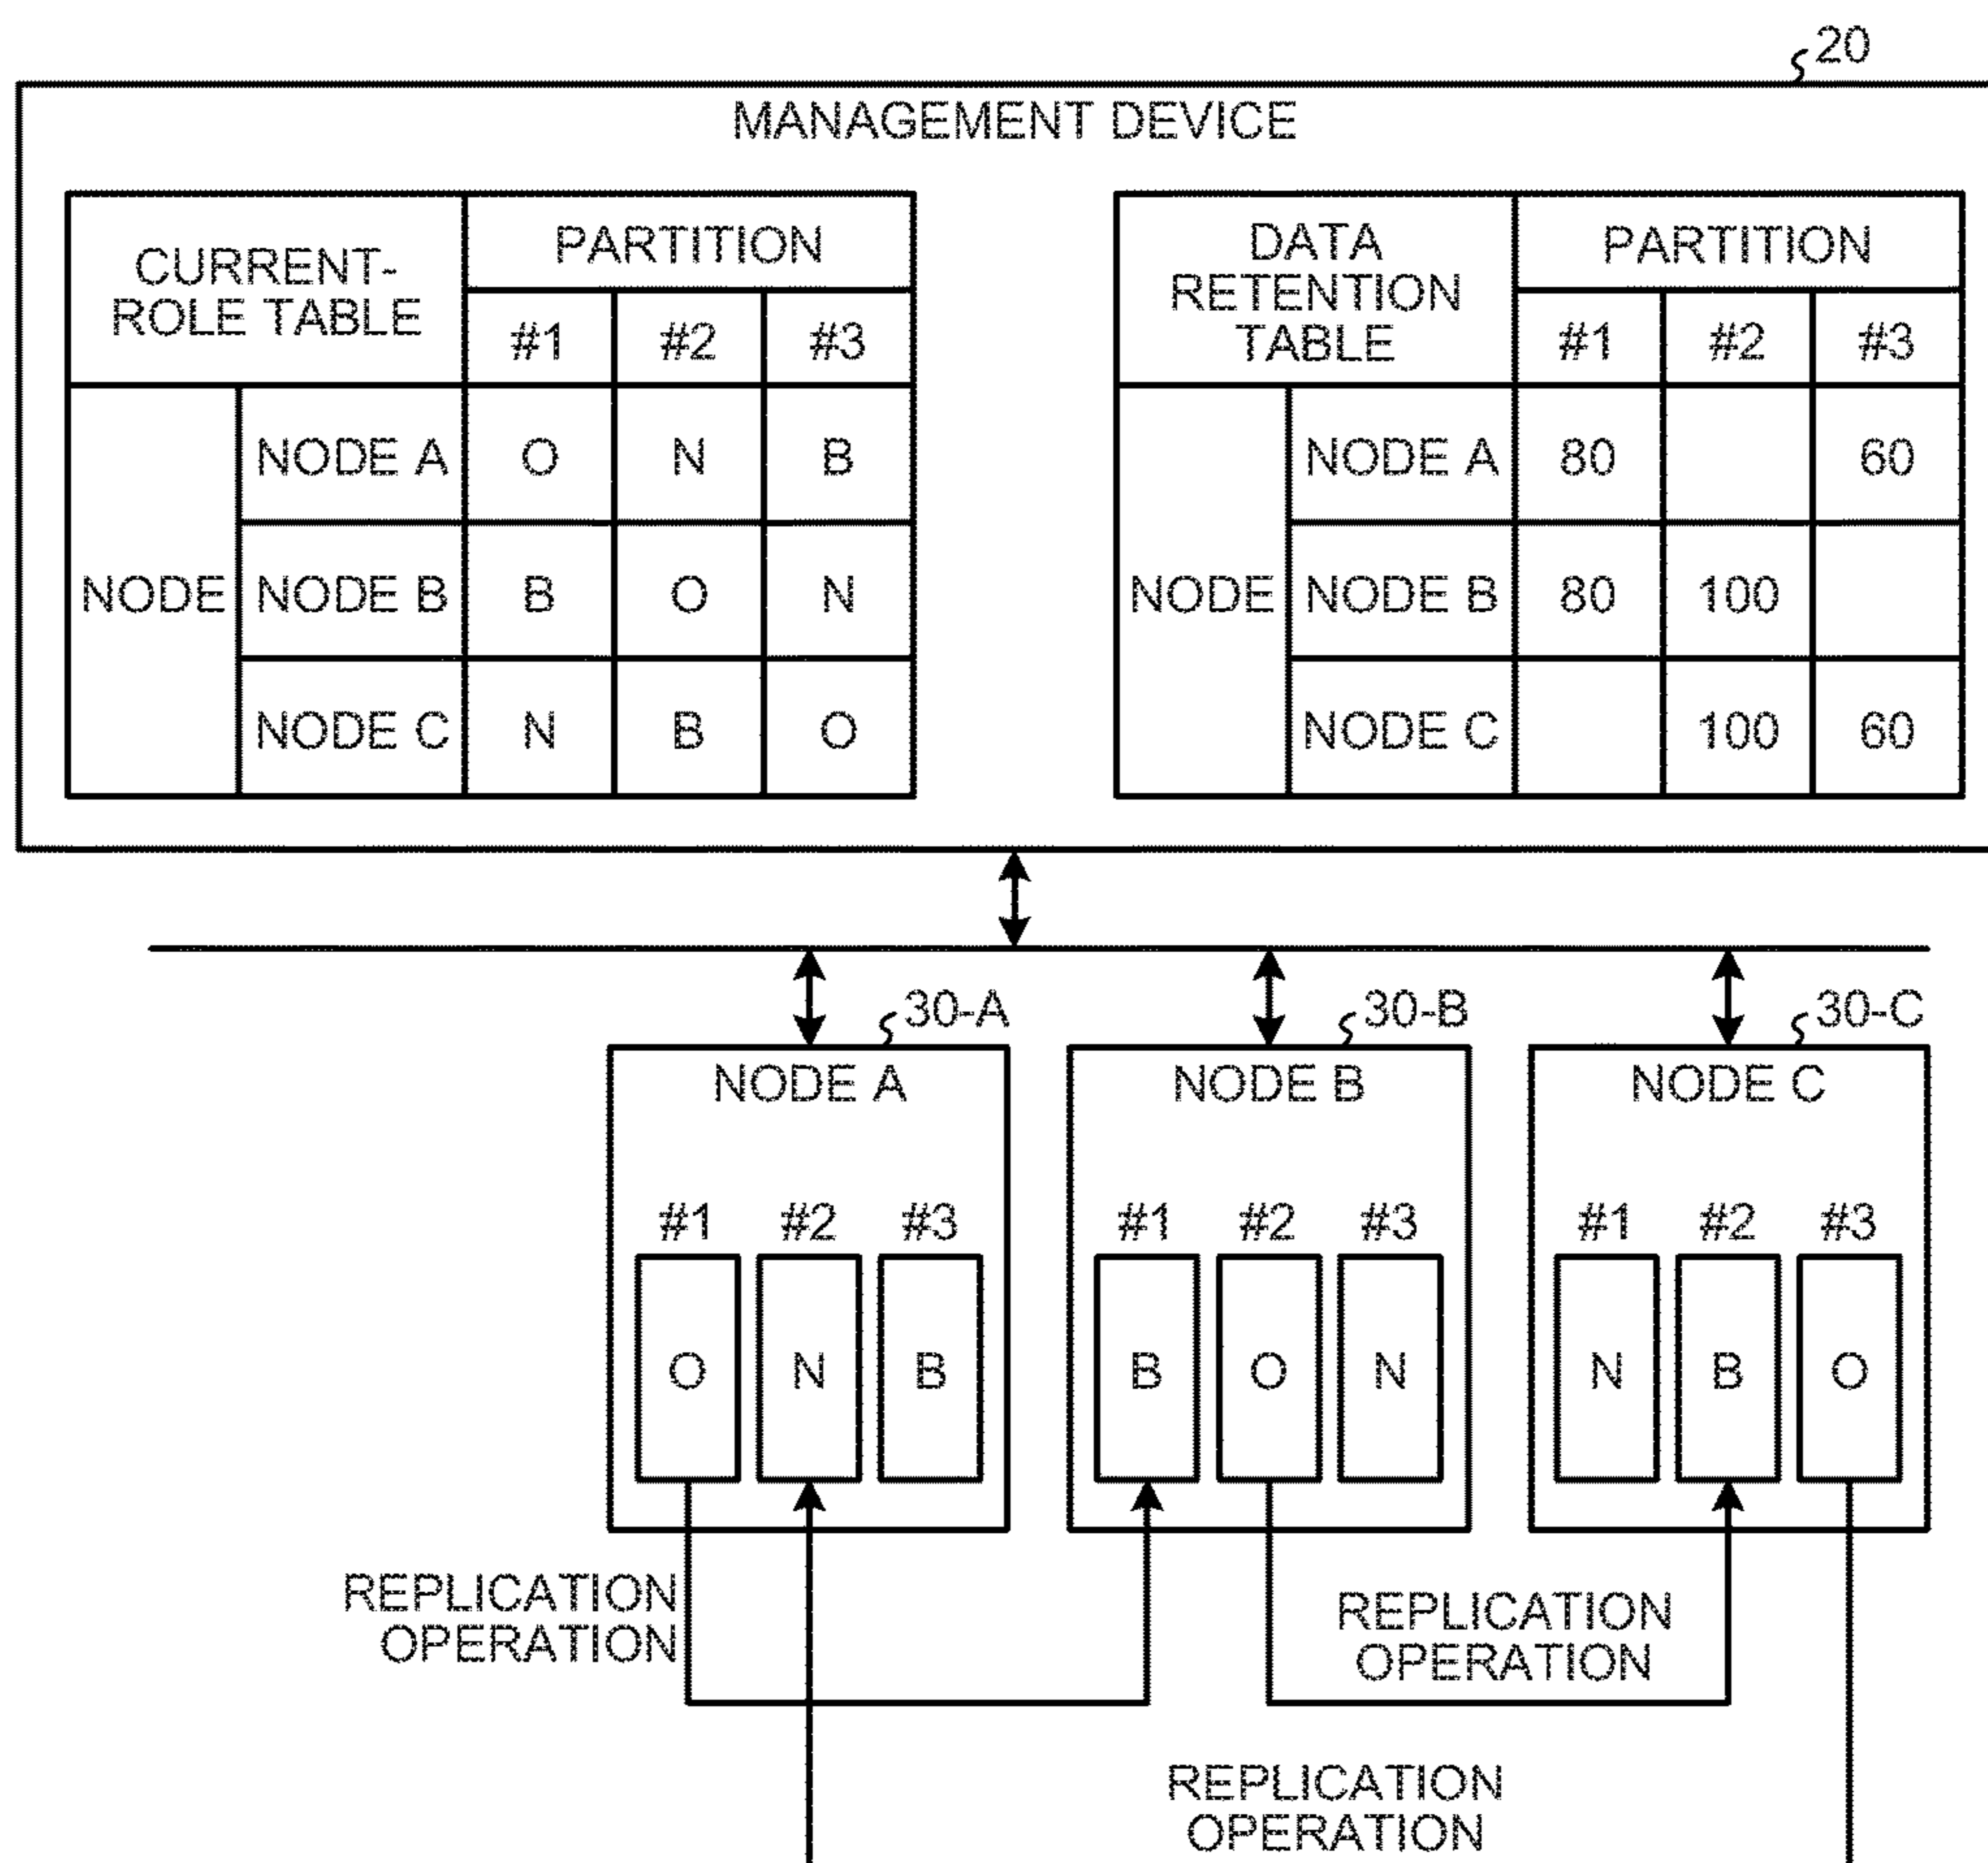 20
MANAGEMENT DEVICE
CURRENT-
ROLE TABLE
PARTITION
#1 #2 #3
NODE
NODE A O N B
NODE B B O N
NODE C N B O
DATA
RETENTION
TABLE
PARTITION
#1 #2 #3
NODE
NODE A 80 60
NODE B 80 100
NODE C 100 60
30-A
NODE A
#1 #2 #3
O N B
30-B
NODE B
#1 #2 #3
B O N
30-C
NODE C
#1 #2 #3
N B O
REPLICATION
OPERATION
REPLICATION
OPERATION
REPLICATION
OPERATION